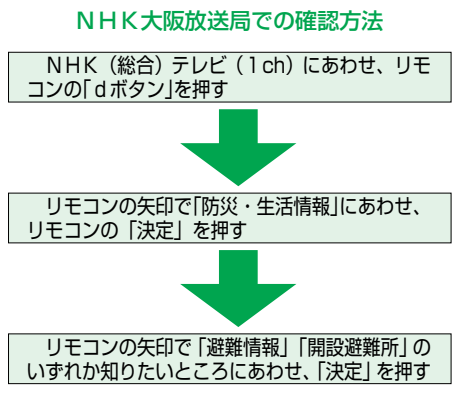 NHK大阪放送局での確認方法
NHK（総合）テレビ（1ch）にあわせ、リモ
コンの「dボタン」を押す
リモコンの矢印で「防災・生活情報」にあわせ、
リモコンの「決定」を押す
リモコンの矢印で「避難情報」「開設避難所」の
いずれか知りたいところにあわせ、「決定」を押す